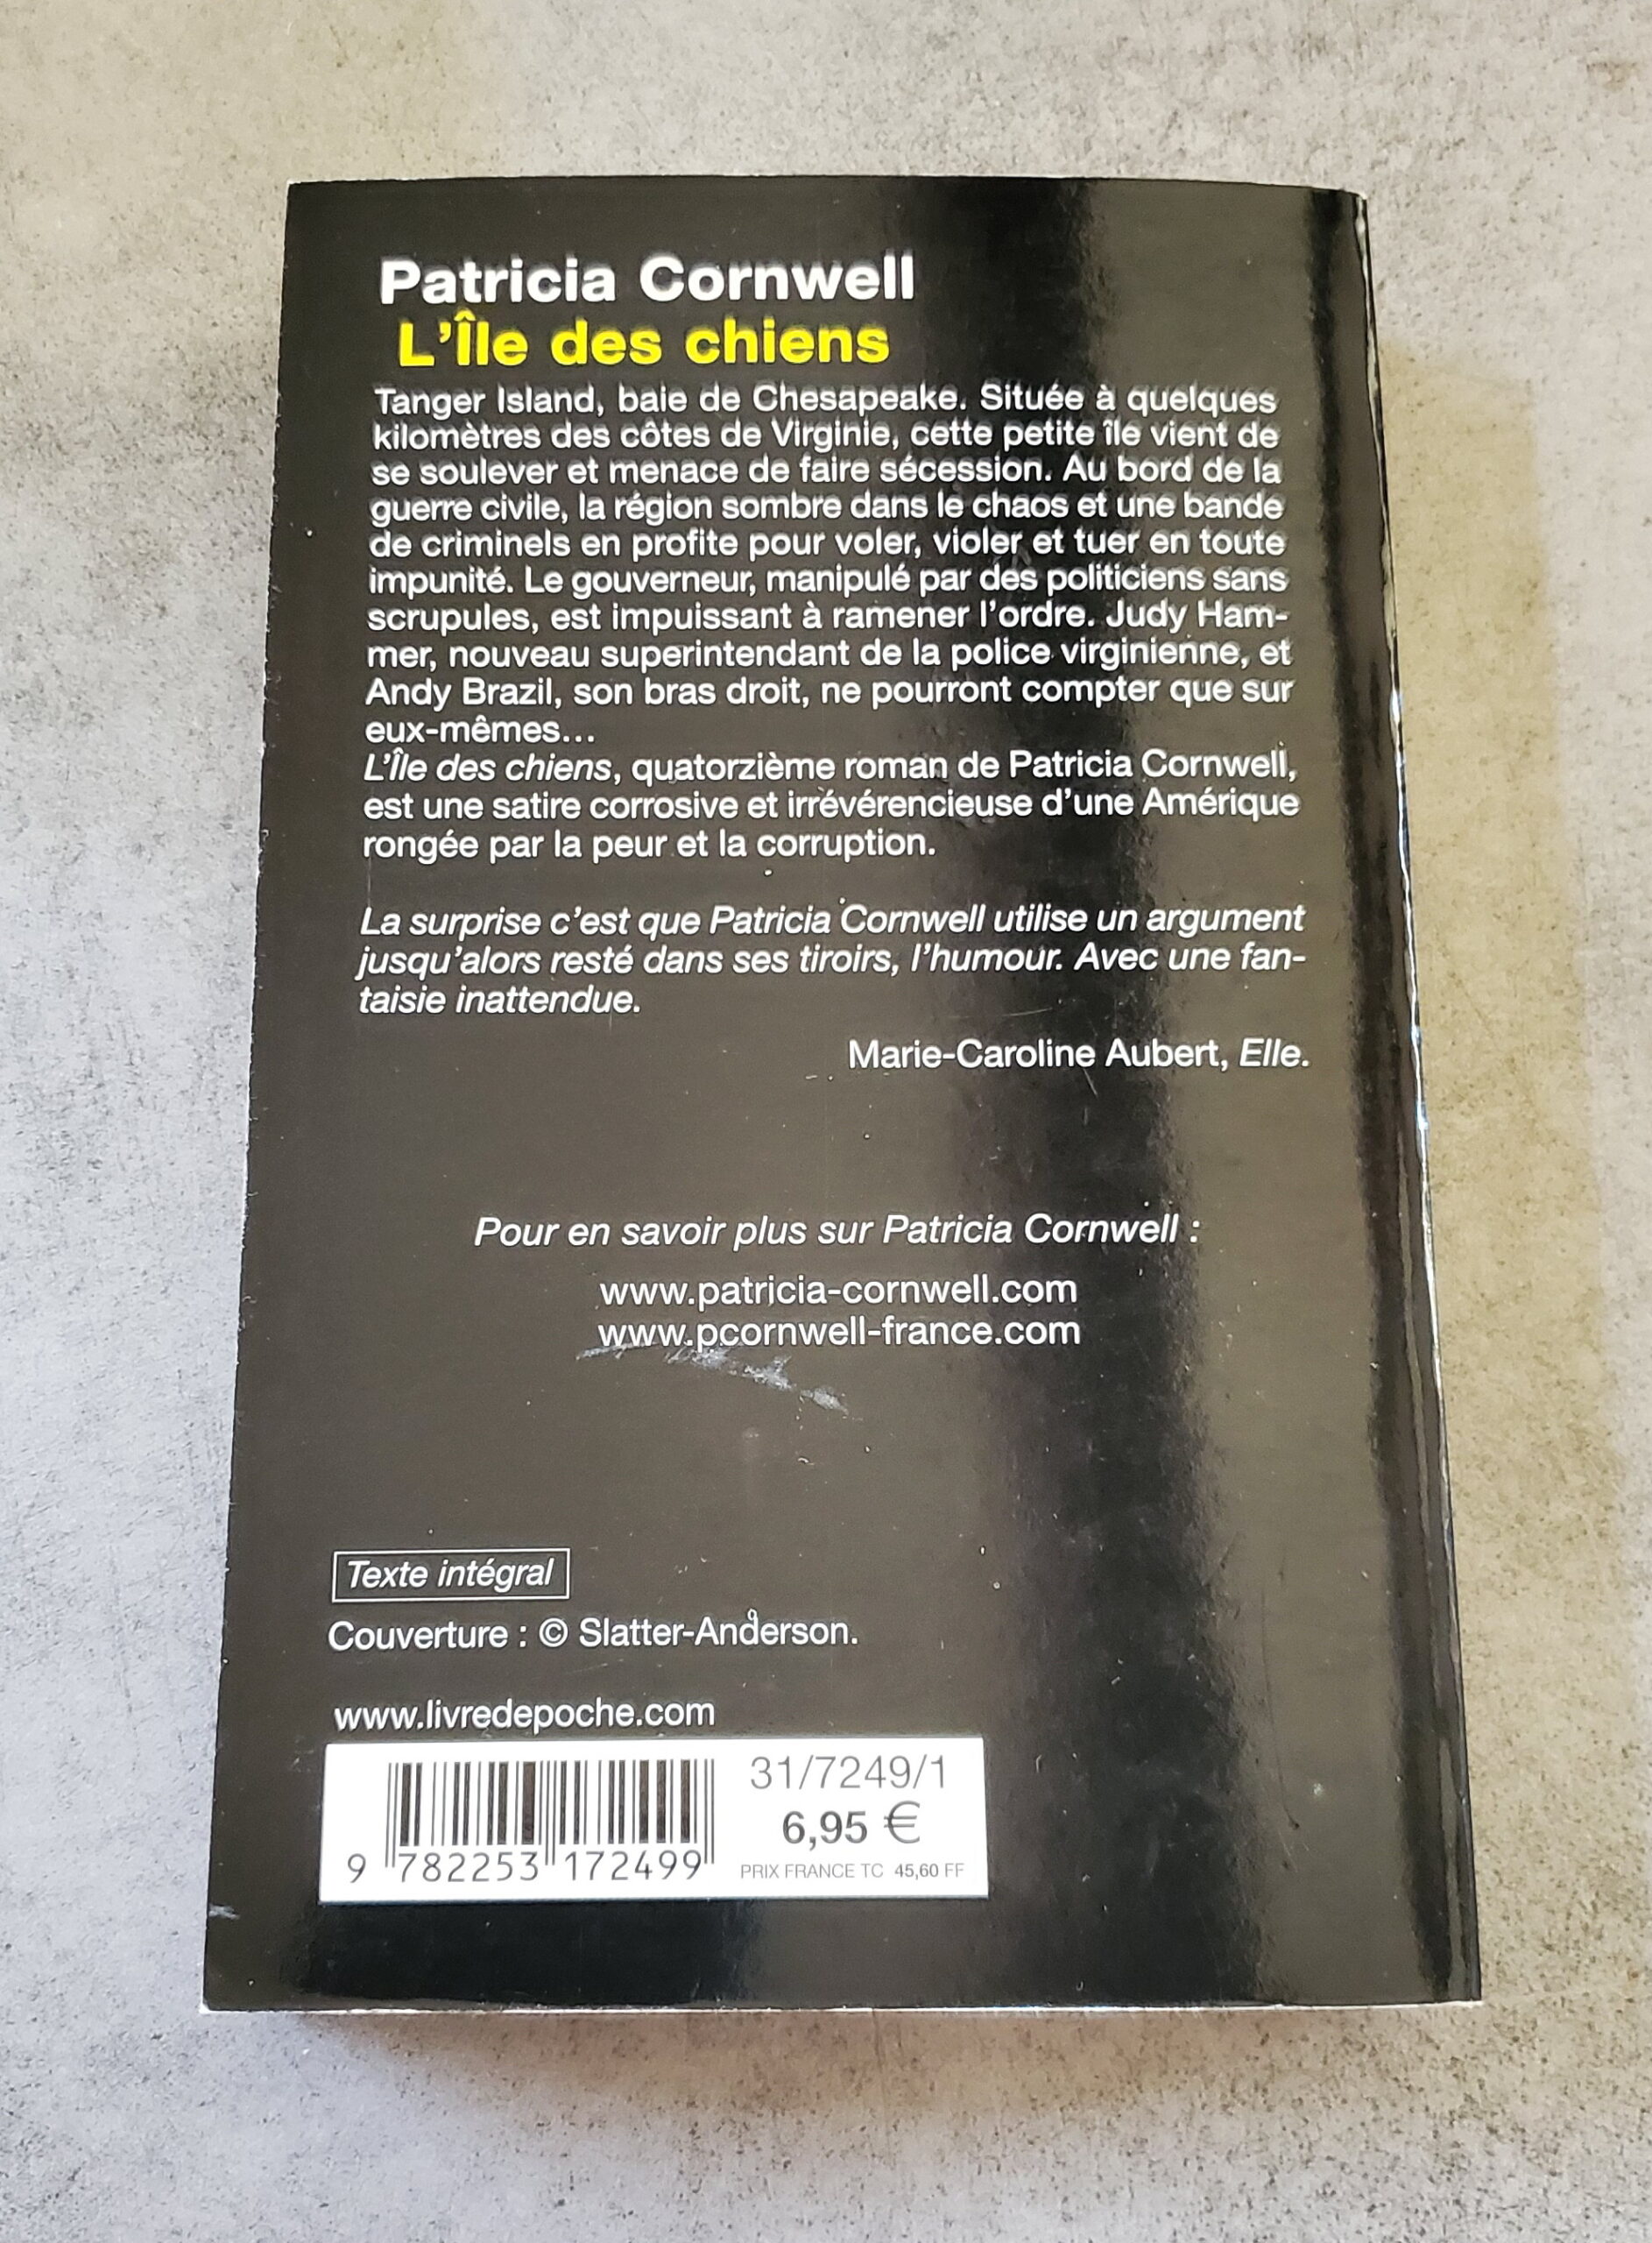 Patricia Cornwell
L'Île des chiens
Tanger Island, baie de Chesapeake. Située à quelques
kilomètres des côtes de Virginie, cette petite île vient de
se soulever et menace de faire sécession. Au bord de la
guerre civile, la région sombre dans le chaos et une bande
de criminels en profite pour voler, violer et tuer en toute
impunité. Le gouverneur, manipulé par des politiciens sans
scrupules, est impuissant à ramener l'ordre. Judy Ham-
mer, nouveau superintendant de la police virginienne, et
Andy Brazil, son bras droit, ne pourront compter que sur
eux-mêmes...
L'Île des chiens, quatorzième roman de Patricia Cornwell,
est une satire corrosive et irrévérencieuse d'une Amérique
rongée par la peur et la corruption.
La surprise c'est que Patricia Cornwell utilise un argument
jusqu'alors resté dans ses tiroirs, l'humour. Avec une fan-
taisie inattendue.
Marie-Caroline Aubert, Elle.
Pour en savoir plus sur Patricia Cornwell :
www.patricia-cornwell.com
www.pcornwell-france.com
Texte intégral
Couverture : © Slatter-Anderson.
www.livredepoche.com
31/7249/1
6,95 €
PRIX FRANCE TC 45,60 FF
9 782253 172499